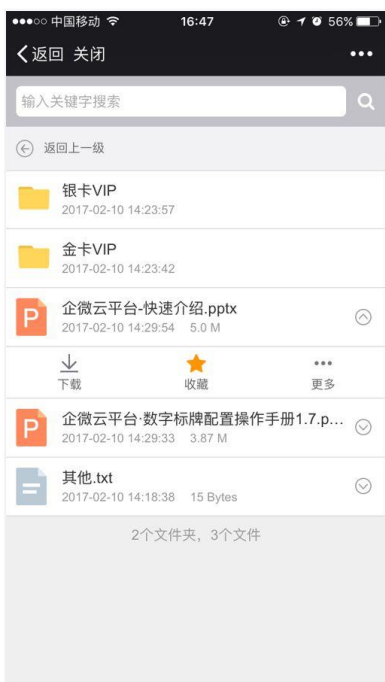 中国移动 16:47 56%
返回 关闭
输入关键字搜索
返回上一级
银卡VIP
2017-02-10 14:23:57
金卡VIP
2017-02-10 14:23:42
P 企微云平台-快速介绍.pptx
2017-02-10 14:29:54 5.0 M
下载 收藏 更多
P 企微云平台·数字标牌配置操作手册1.7.p...
2017-02-10 14:29:33 3.87 M
其他.txt
2017-02-10 14:18:38 15 Bytes
2个文件夹，3个文件